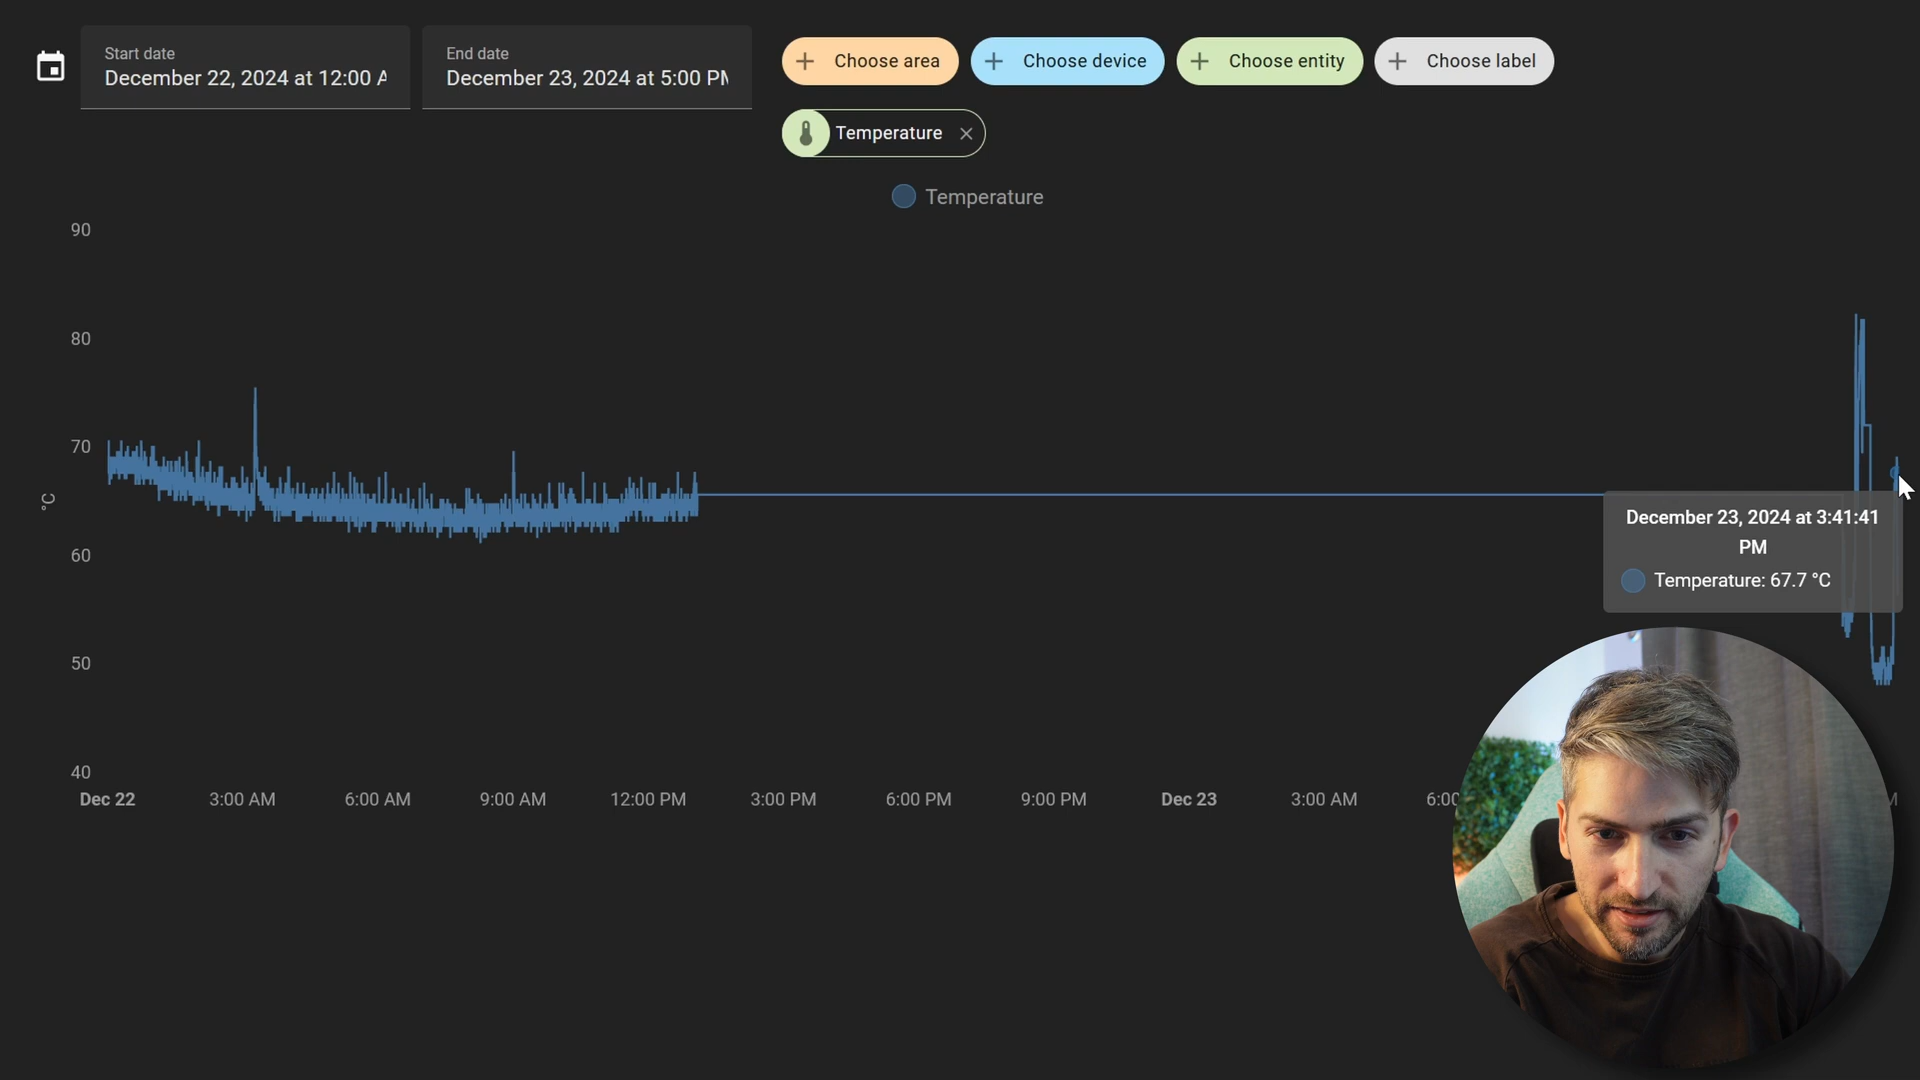 Start date
December 22, 2024 at 12:00 A
End date
December 23, 2024 at 5:00 PM
Choose area
Choose device
Choose entity
Choose label
Temperature
Temperature
90
80
70
60
50
40
°C
December 23, 2024 at 3:41:41
PM
Temperature: 67.7 °C
Dec 22
3:00 AM
6:00 AM
9:00 AM
12:00 PM
3:00 PM
6:00 PM
9:00 PM
Dec 23
3:00 AM
6:00
M